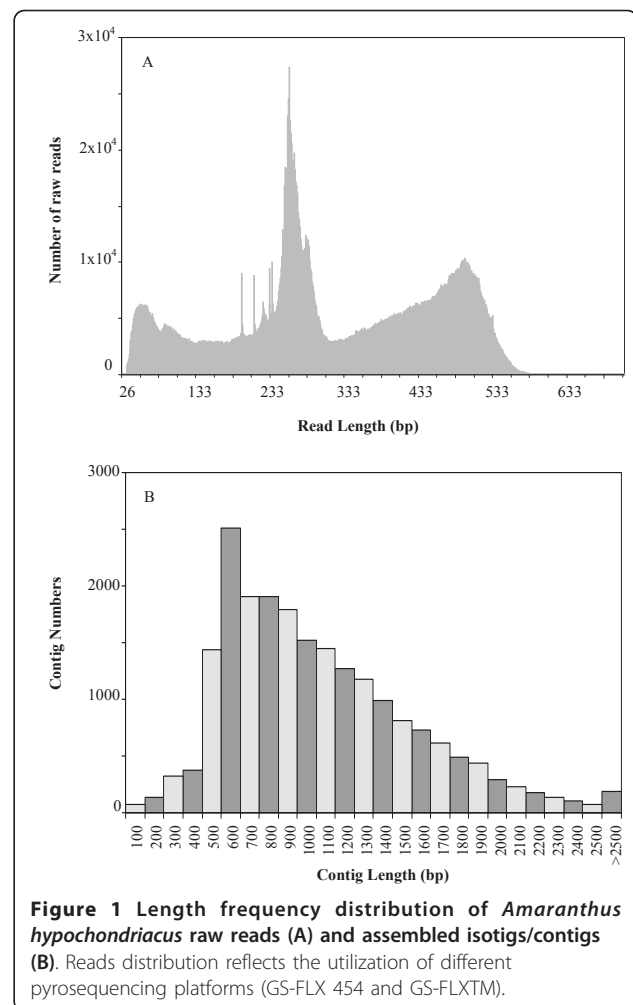 3x10⁴
A
2x10⁴
1x10⁴
0
Number of raw reads
26 133 233 333 433 533 633
Read Length (bp)
3000
B
2000
1000
0
Contig Numbers
100 200 300 400 500 600 700 800 900 1000 1100 1200 1300 1400 1500 1600 1700 1800 1900 2000 2100 2200 2300 2400 2500 >2500
Contig Length (bp)
Figure 1 Length frequency distribution of Amaranthus
hypochondriacus raw reads (A) and assembled isotigs/contigs
(B). Reads distribution reflects the utilization of different
pyrosequencing platforms (GS-FLX 454 and GS-FLXTM).